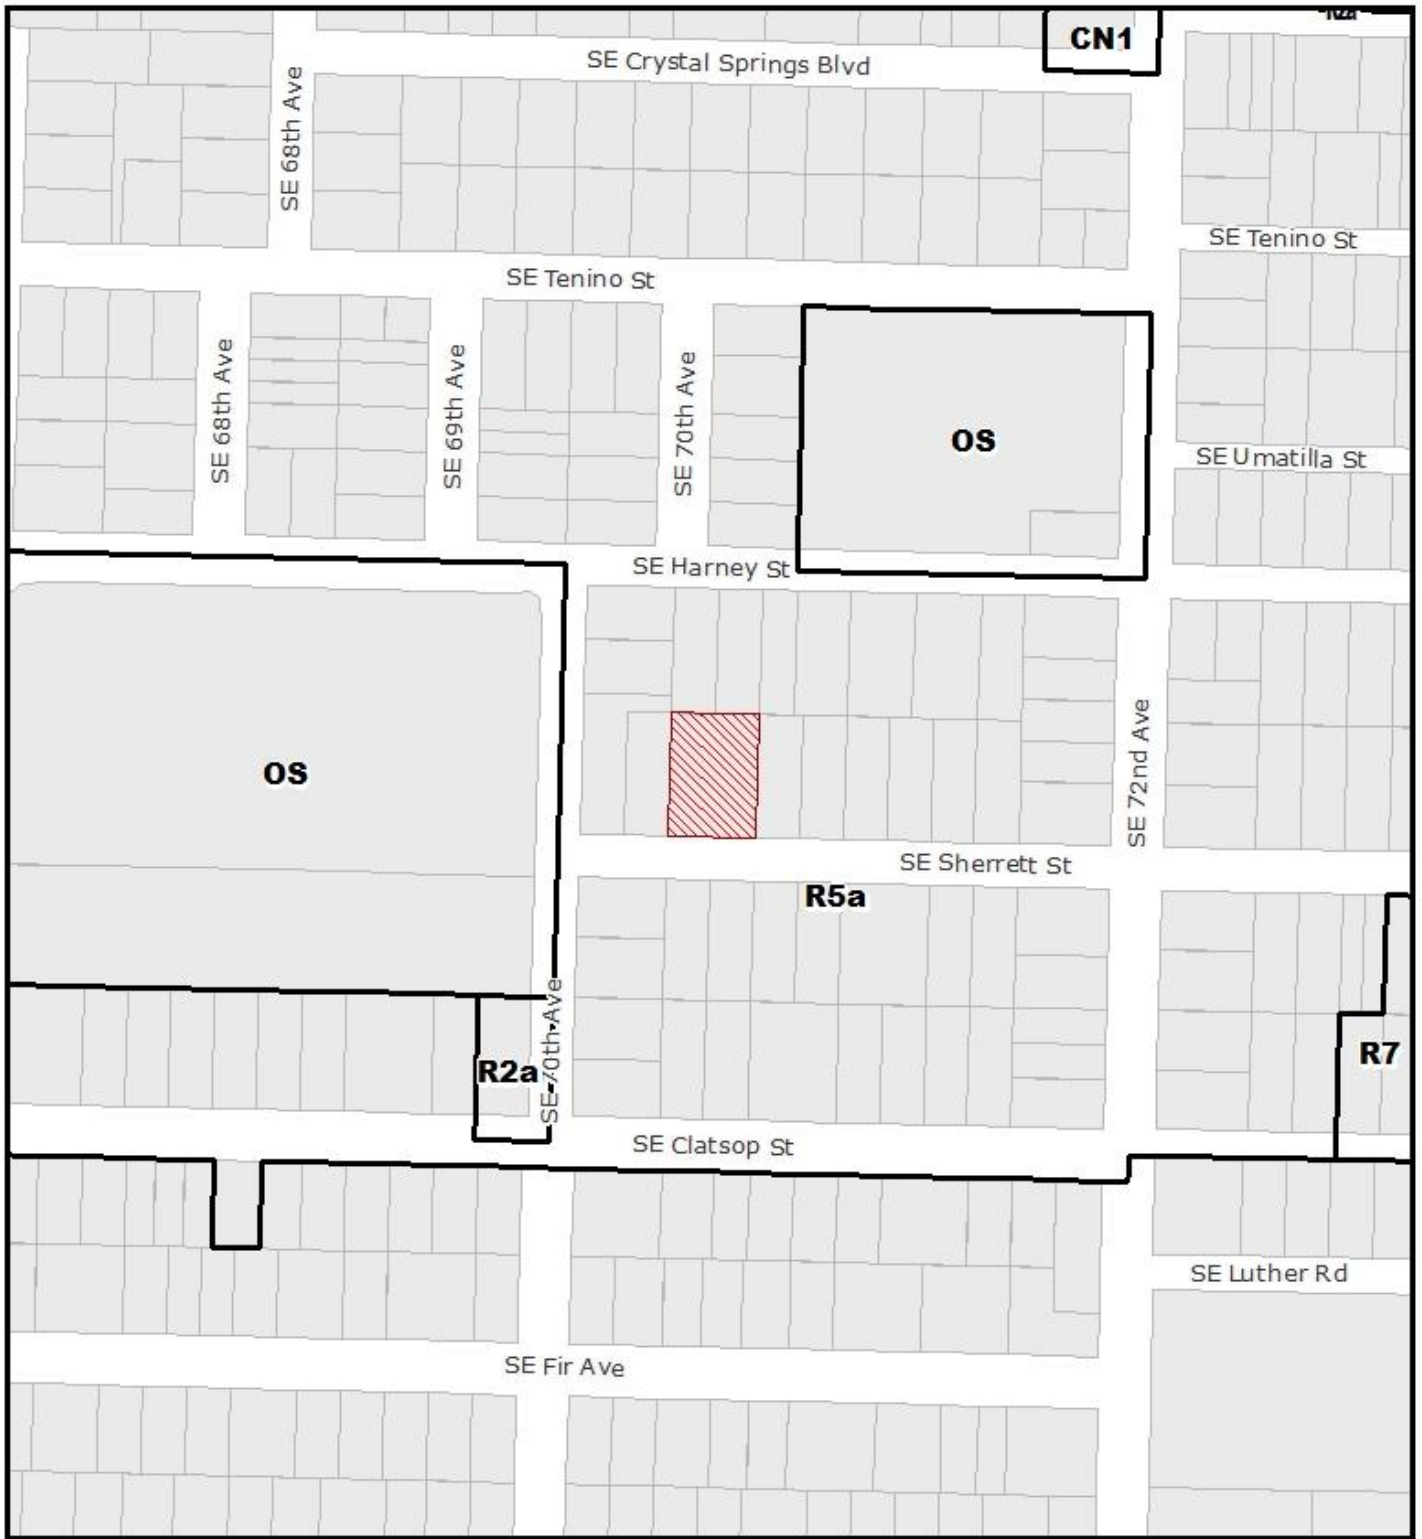 CN1
SE Crystal Springs Blvd
SE 68th Ave
SE Tenino St
SE Tenino St
SE 68th Ave
SE 69th Ave
SE 70th Ave
OS
SE Umatilla St
SE Harney St
OS
SE 72nd Ave
SE Sherrett St
R5a
SE 70th Ave
R2a
R7
SE Clatsop St
SE Luther Rd
SE Fir Ave